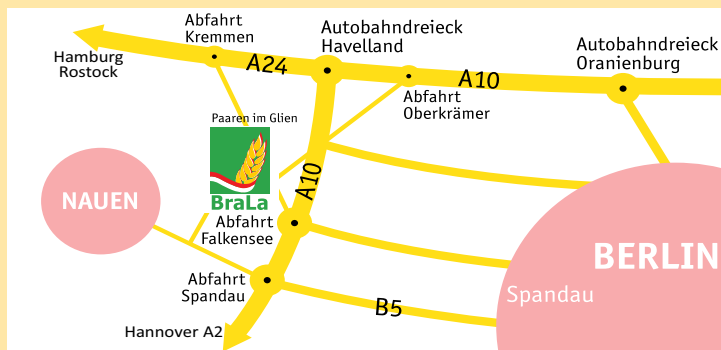 Abfahrt
Kremmen
Autobahndreieck
Havelland
Autobahndreieck
Oranienburg
Hamburg
Rostock
A24
A10
Abfahrt
Oberkrämer
Paaren im Glien
BraLa
A10
NAUEN
Abfahrt
Falkensee
BERLIN
Abfahrt
Spandau
Spandau
B5
Hannover A2